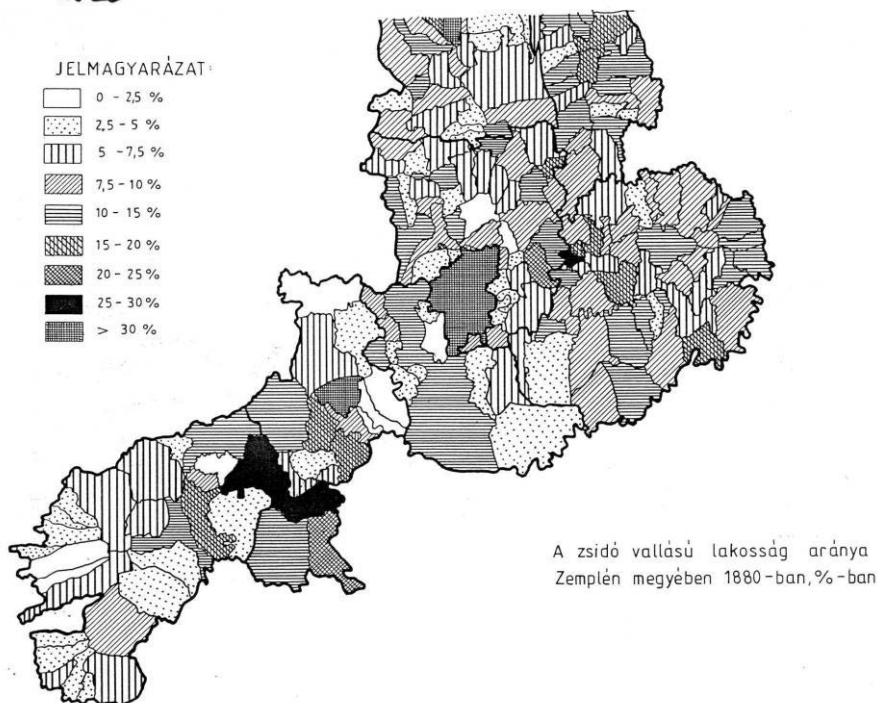 JELMAGYARÁZAT:
0 - 2,5 %
2,5 - 5 %
5 - 7,5 %
7,5 - 10 %
10 - 15 %
15 - 20 %
20 - 25 %
25 - 30 %
> 30 %
A zsidó vallású lakosság aránya
Zemplén megyében 1880-ban, %-ban